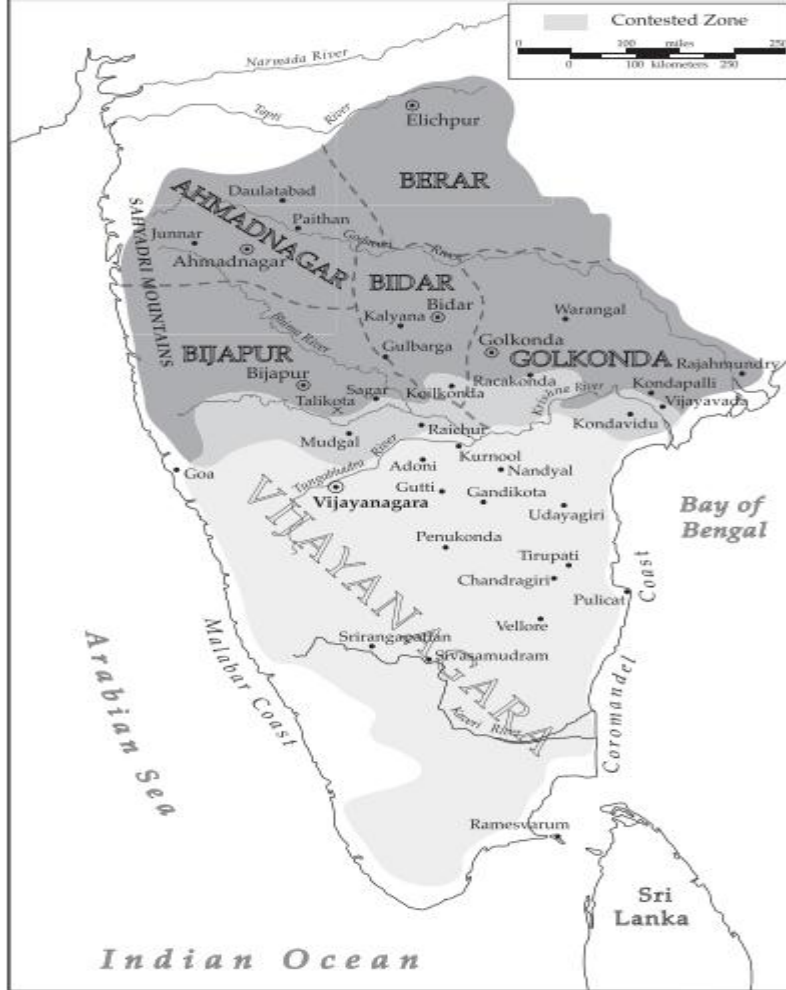 Contested Zone
0 100 miles 250
0 100 kilometers 250
Narmada River
Tapti River
Elichpur
BERAR
Daulatabad
AHMADNAGAR
Paithan
Junnar
Godavari River
Ahmadnagar
SAHYADRI MOUNTAINS
BIDAR
Bidar
Kalyana
Warangal
Bhima River
BIJAPUR
Gulbarga
Golkonda
GOLKONDA
Rajahmundry
Bijapur
Sagar
Koilkonda
Racakonda
Kondapalli
Talikota
Krishna River
Vijayavada
Kondavidu
Mudgal
Raichur
Goa
Tungabhadra River
Adoni
Kurnool
Nandyal
Vijayanagara
Gutti
Gandikota
Udayagiri
Bay of
Bengal
VIJAYANAGARA
Penukonda
Tirupati
Chandragiri
Pulicat
Coromandel Coast
Vellore
Srirangapattan
Sivasamudram
Malabar Coast
Arabian Sea
Kaveri River
Ramesvarum
Sri
Lanka
Indian Ocean